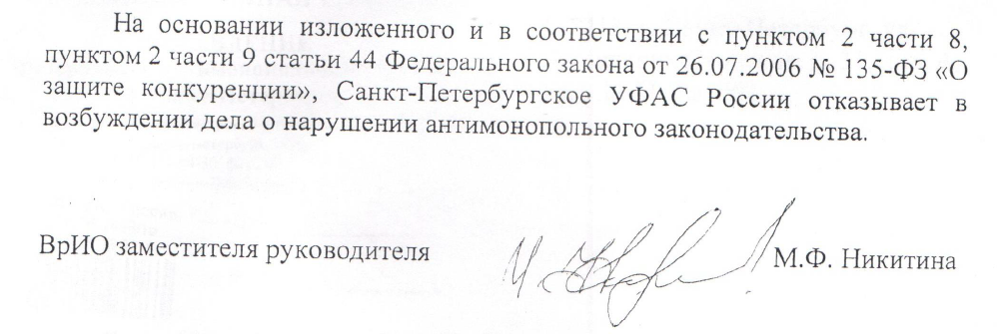 На основании изложенного и в соответствии с пунктом 2 части 8,
пунктом 2 части 9 статьи 44 Федерального закона от 26.07.2006 № 135-ФЗ «О
защите конкуренции», Санкт-Петербургское УФАС России отказывает в
возбуждении дела о нарушении антимонопольного законодательства.
ВрИО заместителя руководителя М.Ф. Никитина